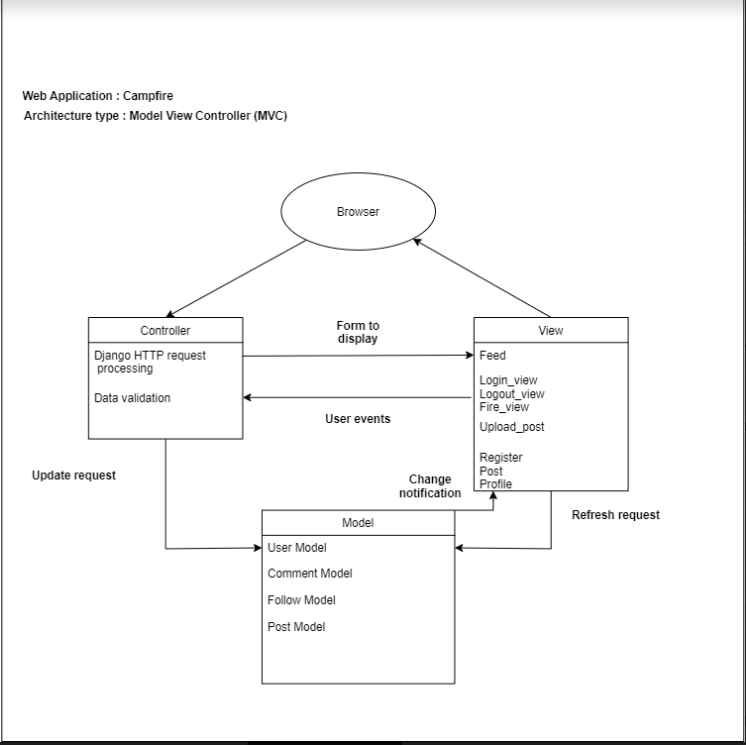 Web Application : Campfire
Architecture type : Model View Controller (MVC)
Browser
Controller
Django HTTP request
processing
Data validation
Form to
display
User events
View
Feed
Login_view
Logout_view
Fire_view
Upload_post
Register
Post
Profile
Update request
Change
notification
Refresh request
Model
User Model
Comment Model
Follow Model
Post Model